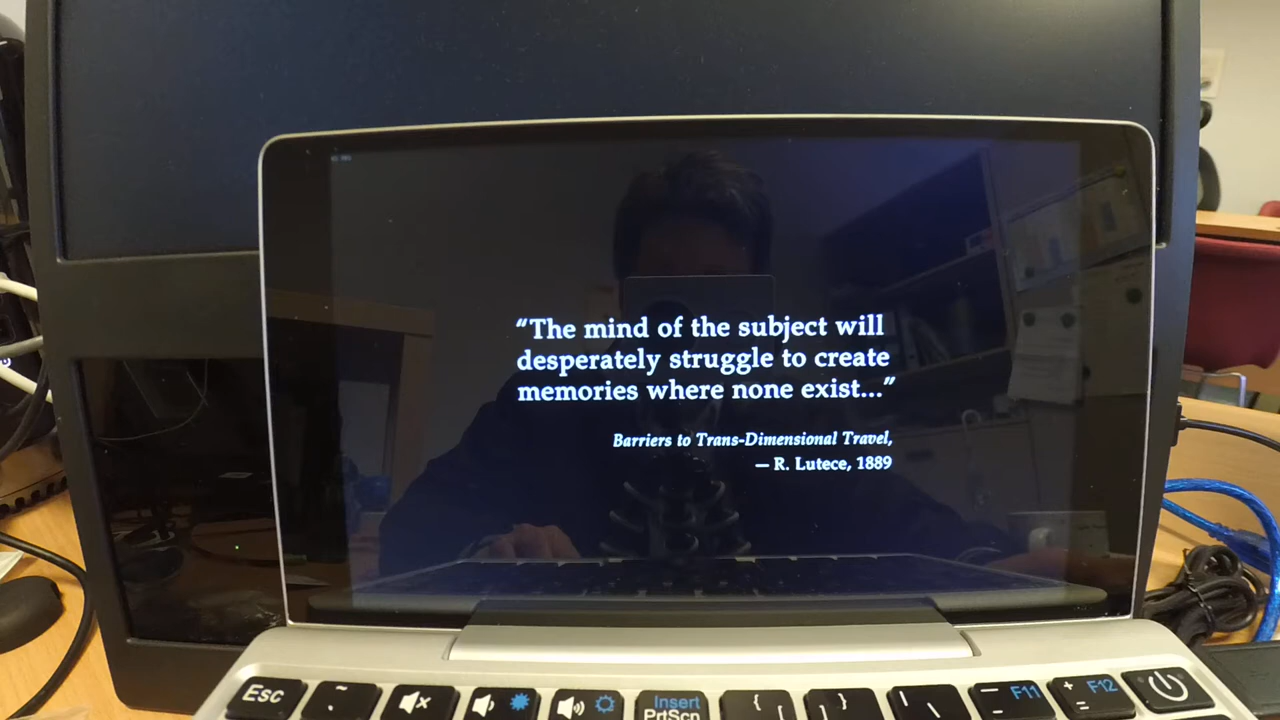 “The mind of the subject will
desperately struggle to create
memories where none exist...”
Barriers to Trans-Dimensional Travel,
— R. Lutece, 1889
Esc
~
Insert
PrtScn
{
}
|
– F11
+ F12
=